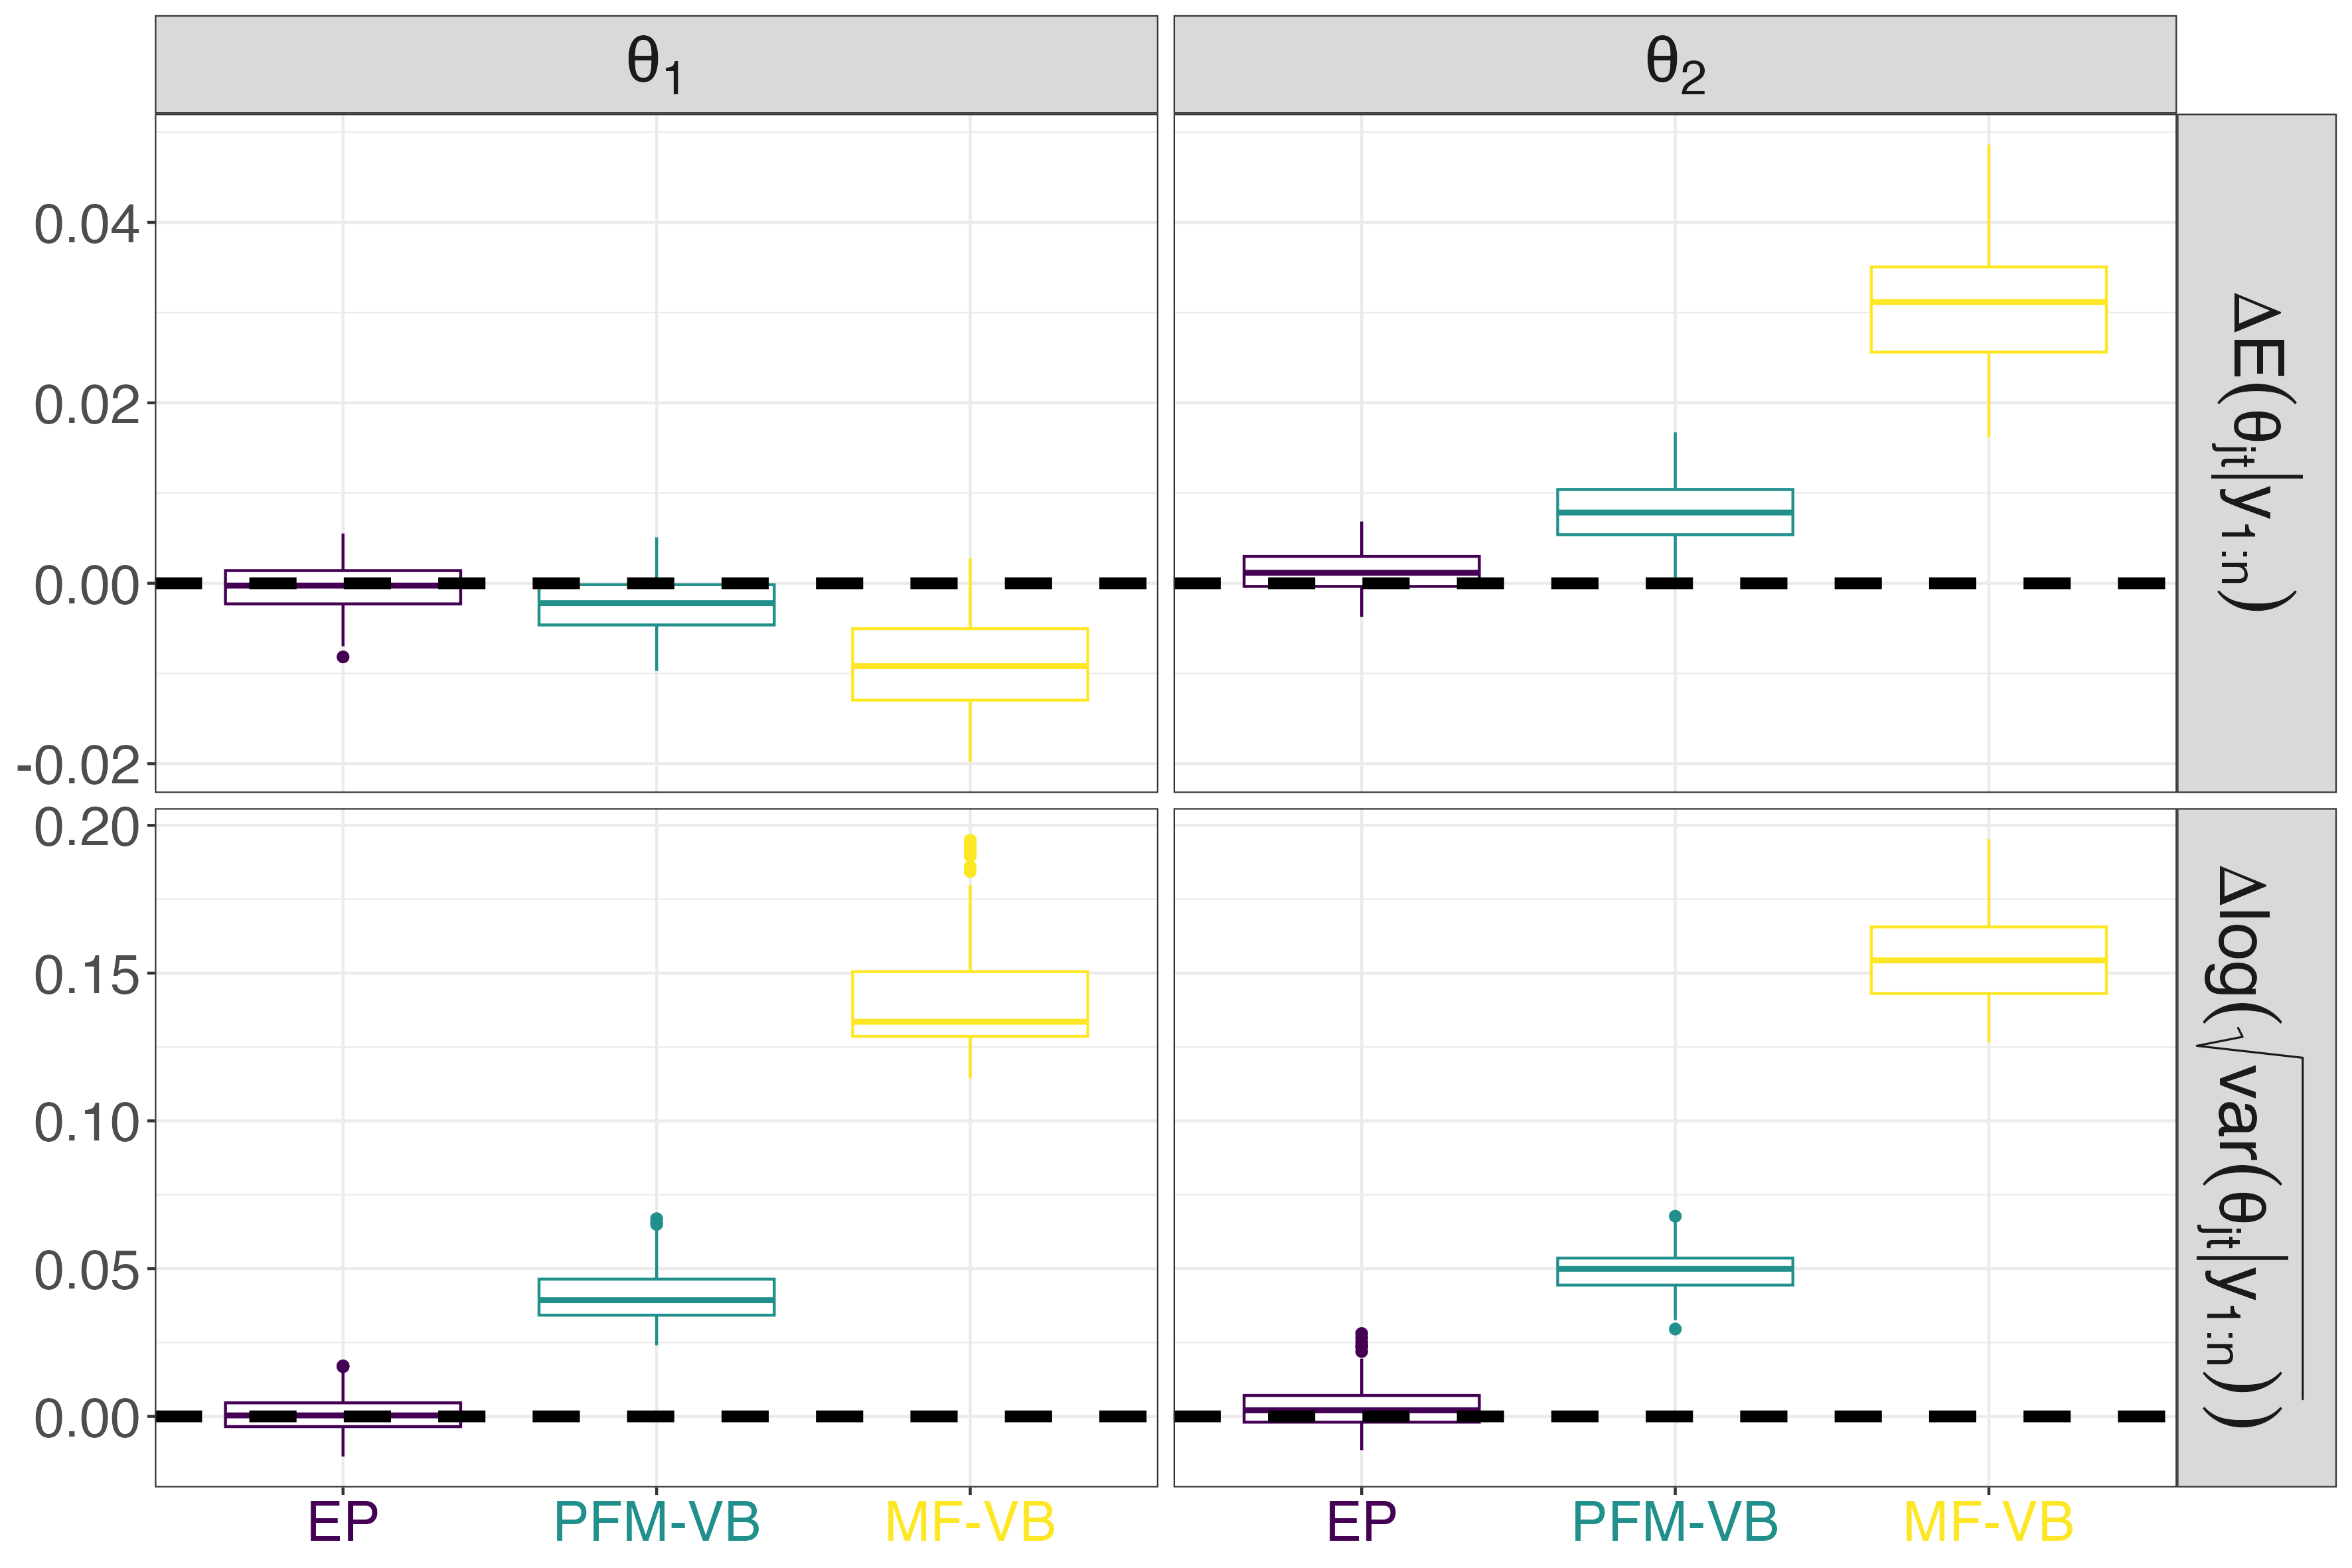 θ₁ θ₂
0.04
0.02
0.00
-0.02
ΔE(θⱼₜ|y₁:ₙ)
0.20
0.15
0.10
0.05
0.00
Δlog(√var(θⱼₜ|y₁:ₙ))
EP PFM-VB MF-VB EP PFM-VB MF-VB